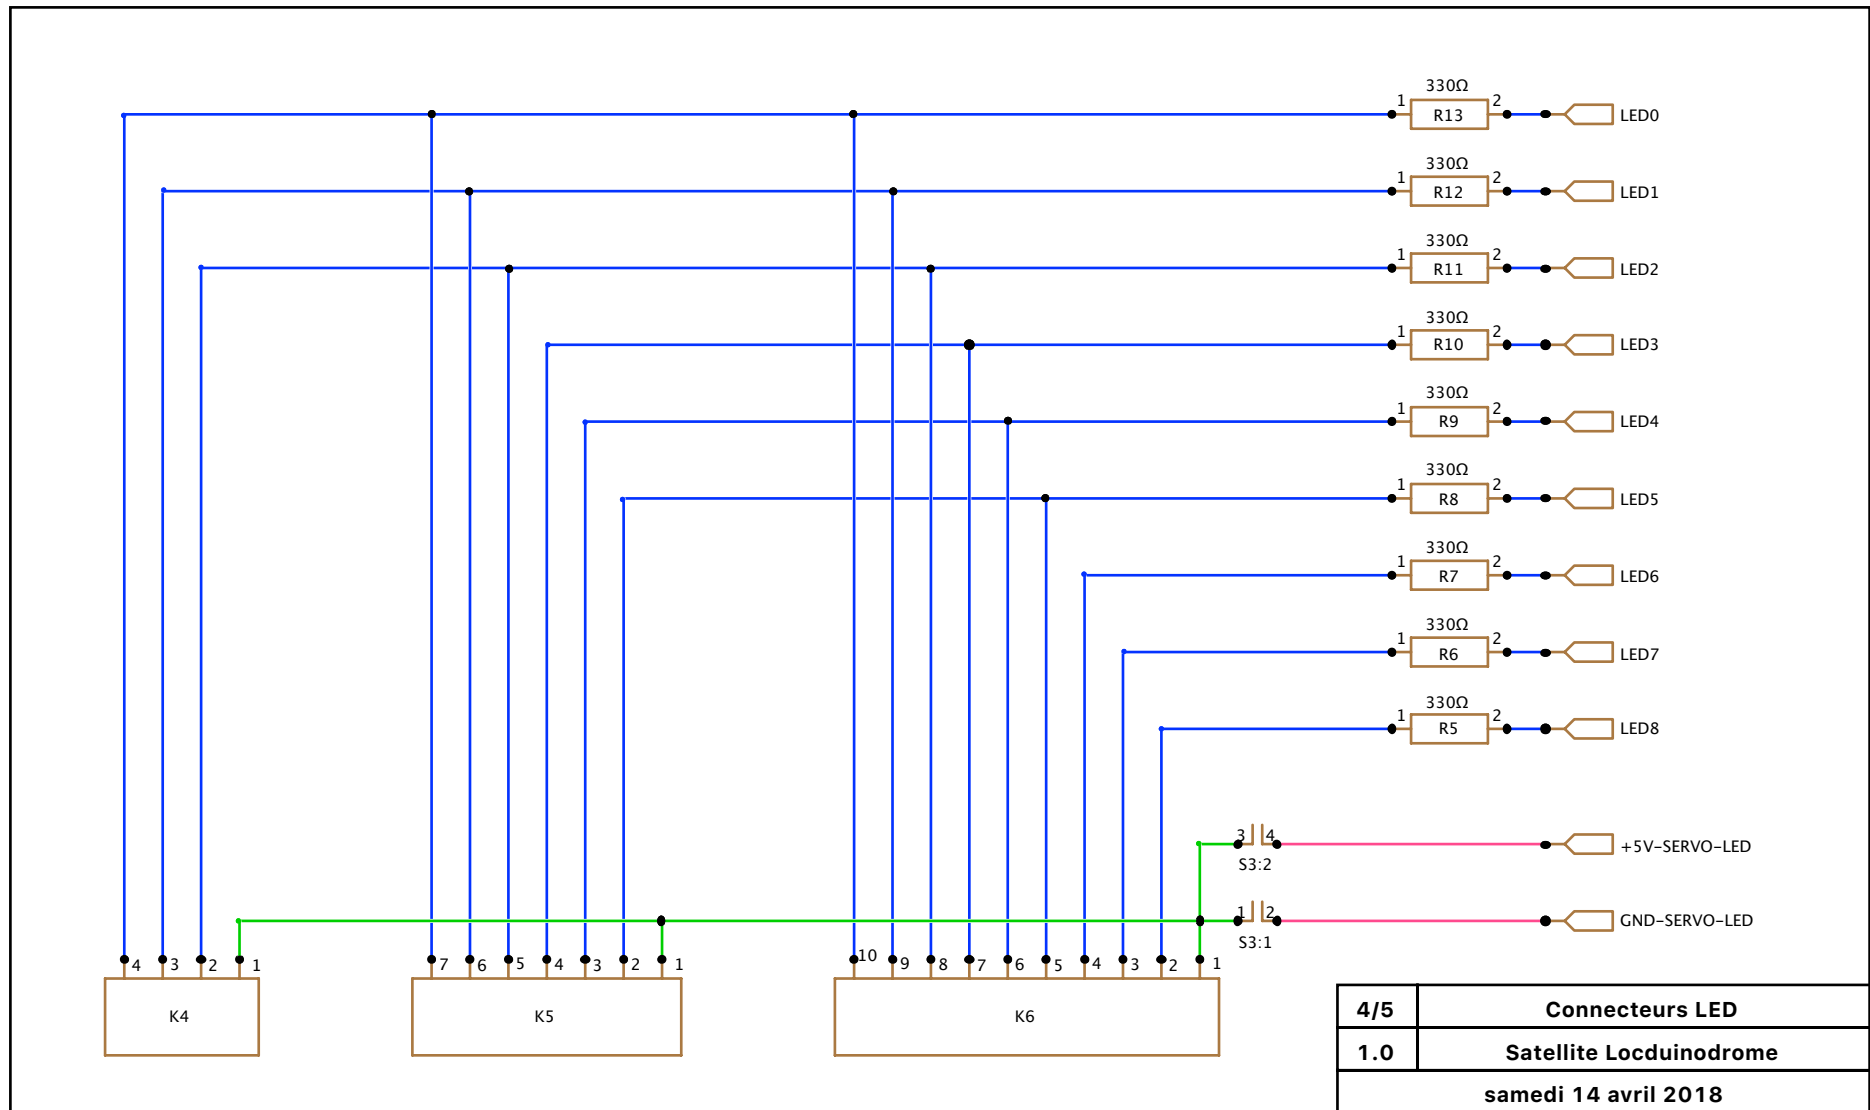 330Ω
1 R13 2 LED0
330Ω
1 R12 2 LED1
330Ω
1 R11 2 LED2
330Ω
1 R10 2 LED3
330Ω
1 R9 2 LED4
330Ω
1 R8 2 LED5
330Ω
1 R7 2 LED6
330Ω
1 R6 2 LED7
330Ω
1 R5 2 LED8
3 4 +5V-SERVO-LED
S3:2
1 2 GND-SERVO-LED
S3:1
4 3 2 1 7 6 5 4 3 2 1 10 9 8 7 6 5 4 3 2 1
K4 K5 K6
4/5 Connecteurs LED
1.0 Satellite Locduinodrome
samedi 14 avril 2018